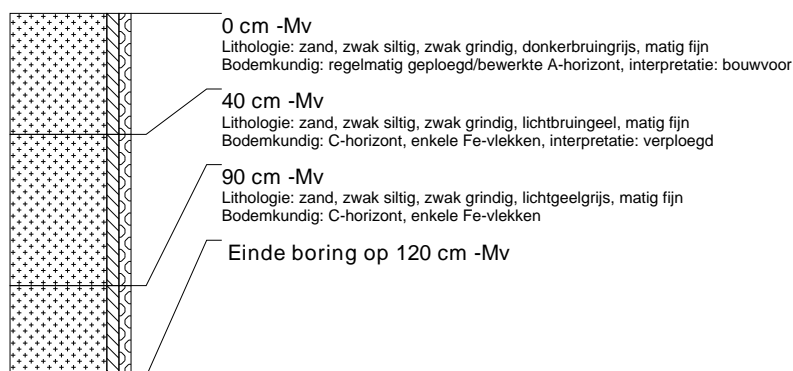 0 cm -Mv
Lithologie: zand, zwak siltig, zwak grindig, donkerbruingrijs, matig fijn
Bodemkundig: regelmatig geploegd/bewerkte A-horizont, interpretatie: bouwvoor
40 cm -Mv
Lithologie: zand, zwak siltig, zwak grindig, lichtbruingeel, matig fijn
Bodemkundig: C-horizont, enkele Fe-vlekken, interpretatie: verploegd
90 cm -Mv
Lithologie: zand, zwak siltig, zwak grindig, lichtgeelgrijs, matig fijn
Bodemkundig: C-horizont, enkele Fe-vlekken
Einde boring op 120 cm -Mv